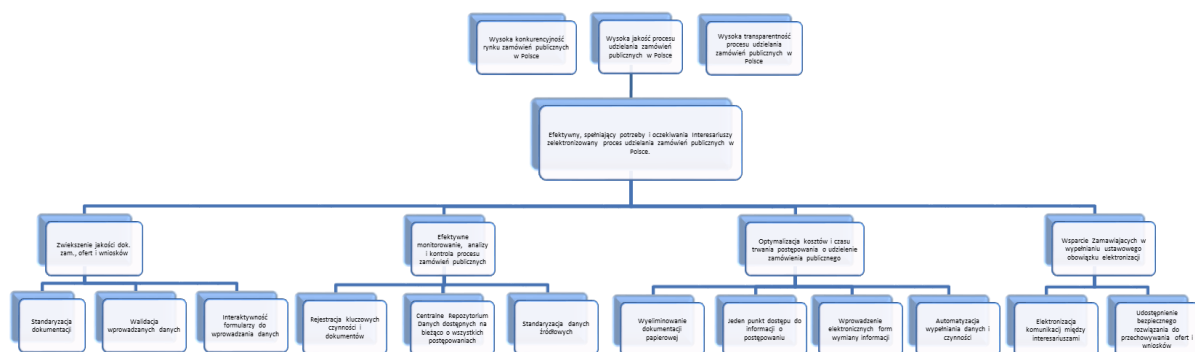 Wysoka konkurencyjność
rynku zamówień publicznych
w Polsce
Wysoka jakość procesu
udzielania zamówień
publicznych w Polsce
Wysoka transparentność
procesu udzielania
zamówień publicznych w
Polsce
Efektywny, spełniający potrzeby i oczekiwania Interesariuszy
zelektronizowany proces udzielania zamówień publicznych w
Polsce.
Zwiekszenie jakości dok.
zam., ofert i wniosków
Efektywne
monitorowanie, analizy
i kontrola procesu
zamówień publicznych
Optymalizacja kosztów i czasu
trwania postępowania o udzielenie
zamówienia publicznego
Wsparcie Zamawiajacych w
wypełnianiu ustawowego
obowiązku elektronizacji
Standaryzacja
dokumentacji
Walidacja
wprowadzanych danych
Interaktywność
formularzy do
wprowadzania danych
Rejestracja kluczowych
czynności i
dokumentów
Centralne Repozytorium
Danych dostępnych na
bieżąco o wszystkich
postępowaniach
Standaryzacja danych
źródłowych
Wyeliminowanie
dokumentacji
papierowej
Jeden punkt dostępu do
informacji o
postępowaniu
Wprowadzenie
elektronicznych form
wymiany informacji
Automatyzacja
wypełniania danych i
czynności
Elektronizacja
komunikacj między
interesariuszami
Udostępnienie
bezpiecznego
rozwiązania do
przechowywania ofert i
wniosków